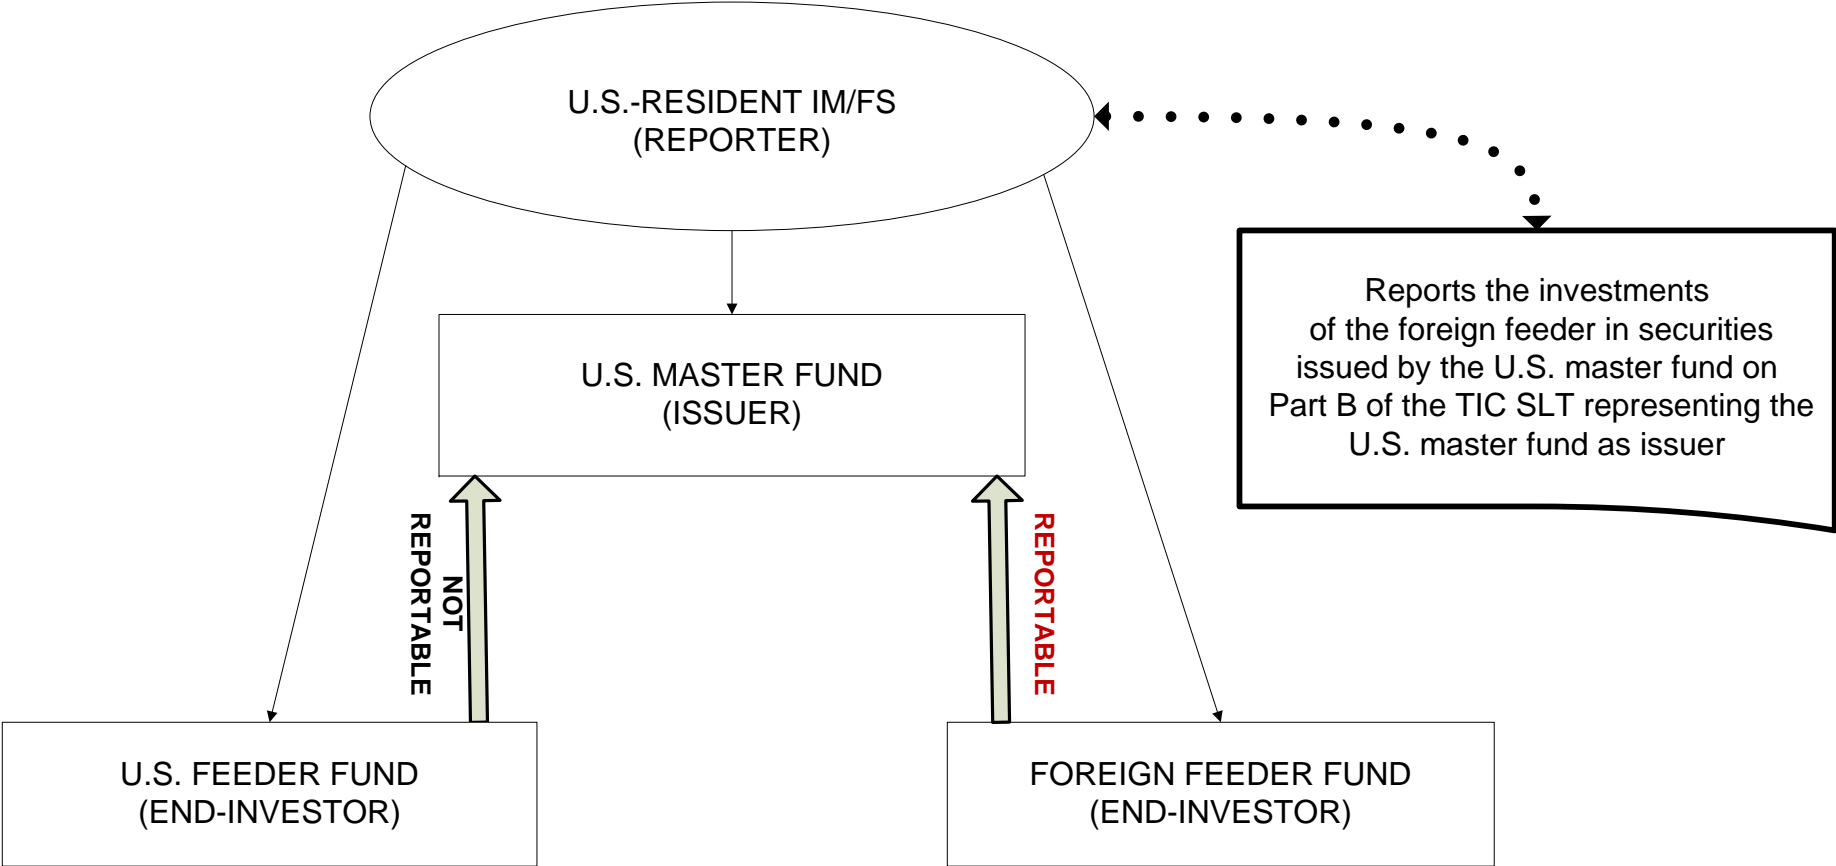 U.S.-RESIDENT IM/FS
(REPORTER)
Reports the investments
of the foreign feeder in securities
issued by the U.S. master fund on
Part B of the TIC SLT representing the
U.S. master fund as issuer
U.S. MASTER FUND
(ISSUER)
NOT
REPORTABLE
REPORTABLE
U.S. FEEDER FUND
(END-INVESTOR)
FOREIGN FEEDER FUND
(END-INVESTOR)